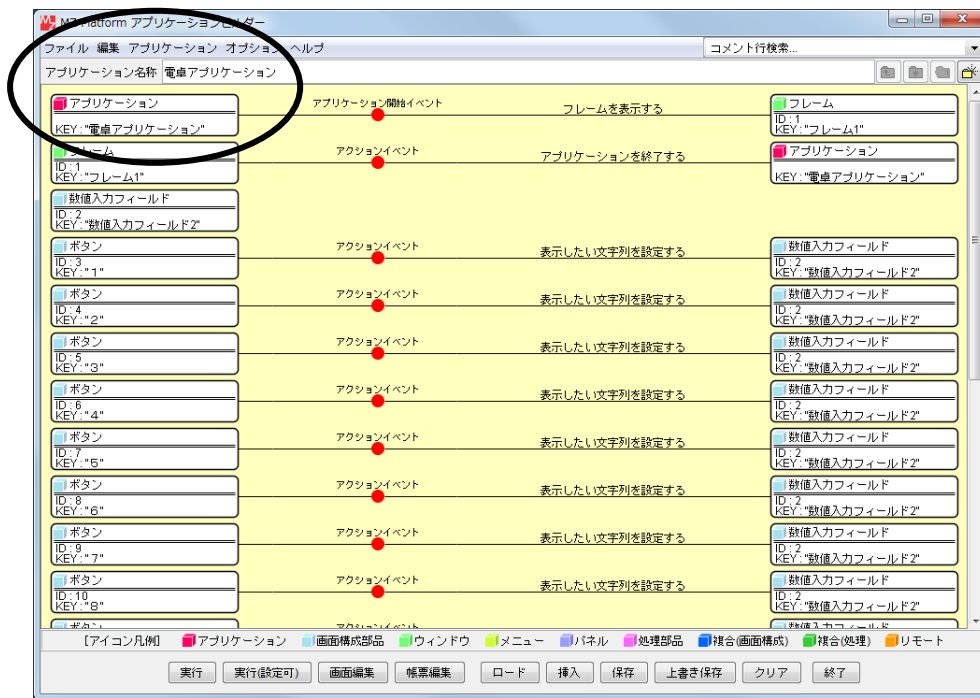 MZ Platform アプリケーションビルダー
ファイル 編集 アプリケーション オプション ヘルプ コメント行検索...
アプリケーション名称 電卓アプリケーション
アプリケーション アプリケーション開始イベント フレームを表示する フレーム
ID:1
KEY:"電卓アプリケーション" KEY:"フレーム1"
フレーム アクションイベント アプリケーションを終了する アプリケーション
ID:1
KEY:"フレーム1" KEY:"電卓アプリケーション"
数値入力フィールド
ID:2
KEY:"数値入力フィールド2"
ボタン アクションイベント 表示したい文字列を設定する 数値入力フィールド
ID:3 ID:2
KEY:"1" KEY:"数値入力フィールド2"
ボタン アクションイベント 表示したい文字列を設定する 数値入力フィールド
ID:4 ID:2
KEY:"2" KEY:"数値入力フィールド2"
ボタン アクションイベント 表示したい文字列を設定する 数値入力フィールド
ID:5 ID:2
KEY:"3" KEY:"数値入力フィールド2"
ボタン アクションイベント 表示したい文字列を設定する 数値入力フィールド
ID:6 ID:2
KEY:"4" KEY:"数値入力フィールド2"
ボタン アクションイベント 表示したい文字列を設定する 数値入力フィールド
ID:7 ID:2
KEY:"5" KEY:"数値入力フィールド2"
ボタン アクションイベント 表示したい文字列を設定する 数値入力フィールド
ID:8 ID:2
KEY:"6" KEY:"数値入力フィールド2"
ボタン アクションイベント 表示したい文字列を設定する 数値入力フィールド
ID:9 ID:2
KEY:"7" KEY:"数値入力フィールド2"
ボタン アクションイベント 表示したい文字列を設定する 数値入力フィールド
ID:10 ID:2
KEY:"8" KEY:"数値入力フィールド2"
ボタン アクションイベント 数値入力フィールド
[アイコン凡例] アプリケーション 画面構成部品 ウィンドウ メニュー パネル 処理部品 複合(画面構成) 複合(処理) リモート
実行 実行(設定可) 画面編集 帳票編集 ロード 挿入 保存 上書き保存 クリア 終了